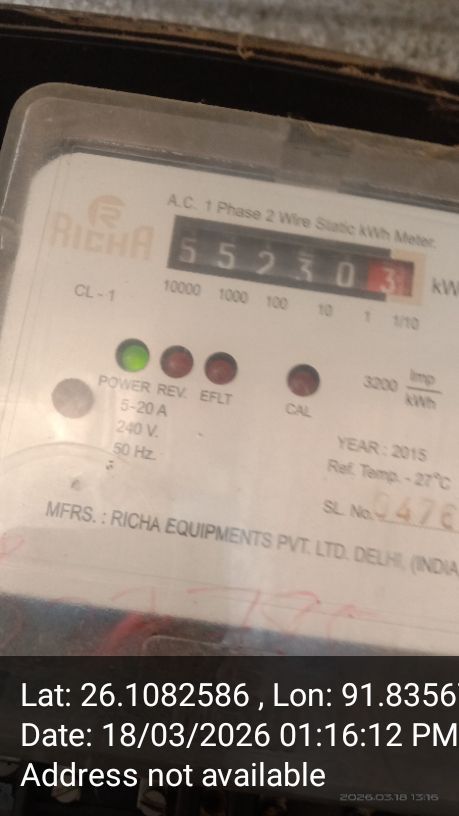 A.C. 1 Phase 2 Wire Static kWh Meter.
RICHA
5 5 2 3 0 3 kW
10000 1000 100 10 1 1/10
CL - 1
POWER REV. EFLT CAL
3200 Imp/kWh
5-20 A
240 V.
50 Hz.
YEAR : 2015
Ref. Temp. - 27°C
SL. No.
MFRS. : RICHA EQUIPMENTS PVT. LTD. DELHI, (INDIA
Lat: 26.1082586 , Lon: 91.8356
Date: 18/03/2026 01:16:12 PM
Address not available
2026.03.18 13:16